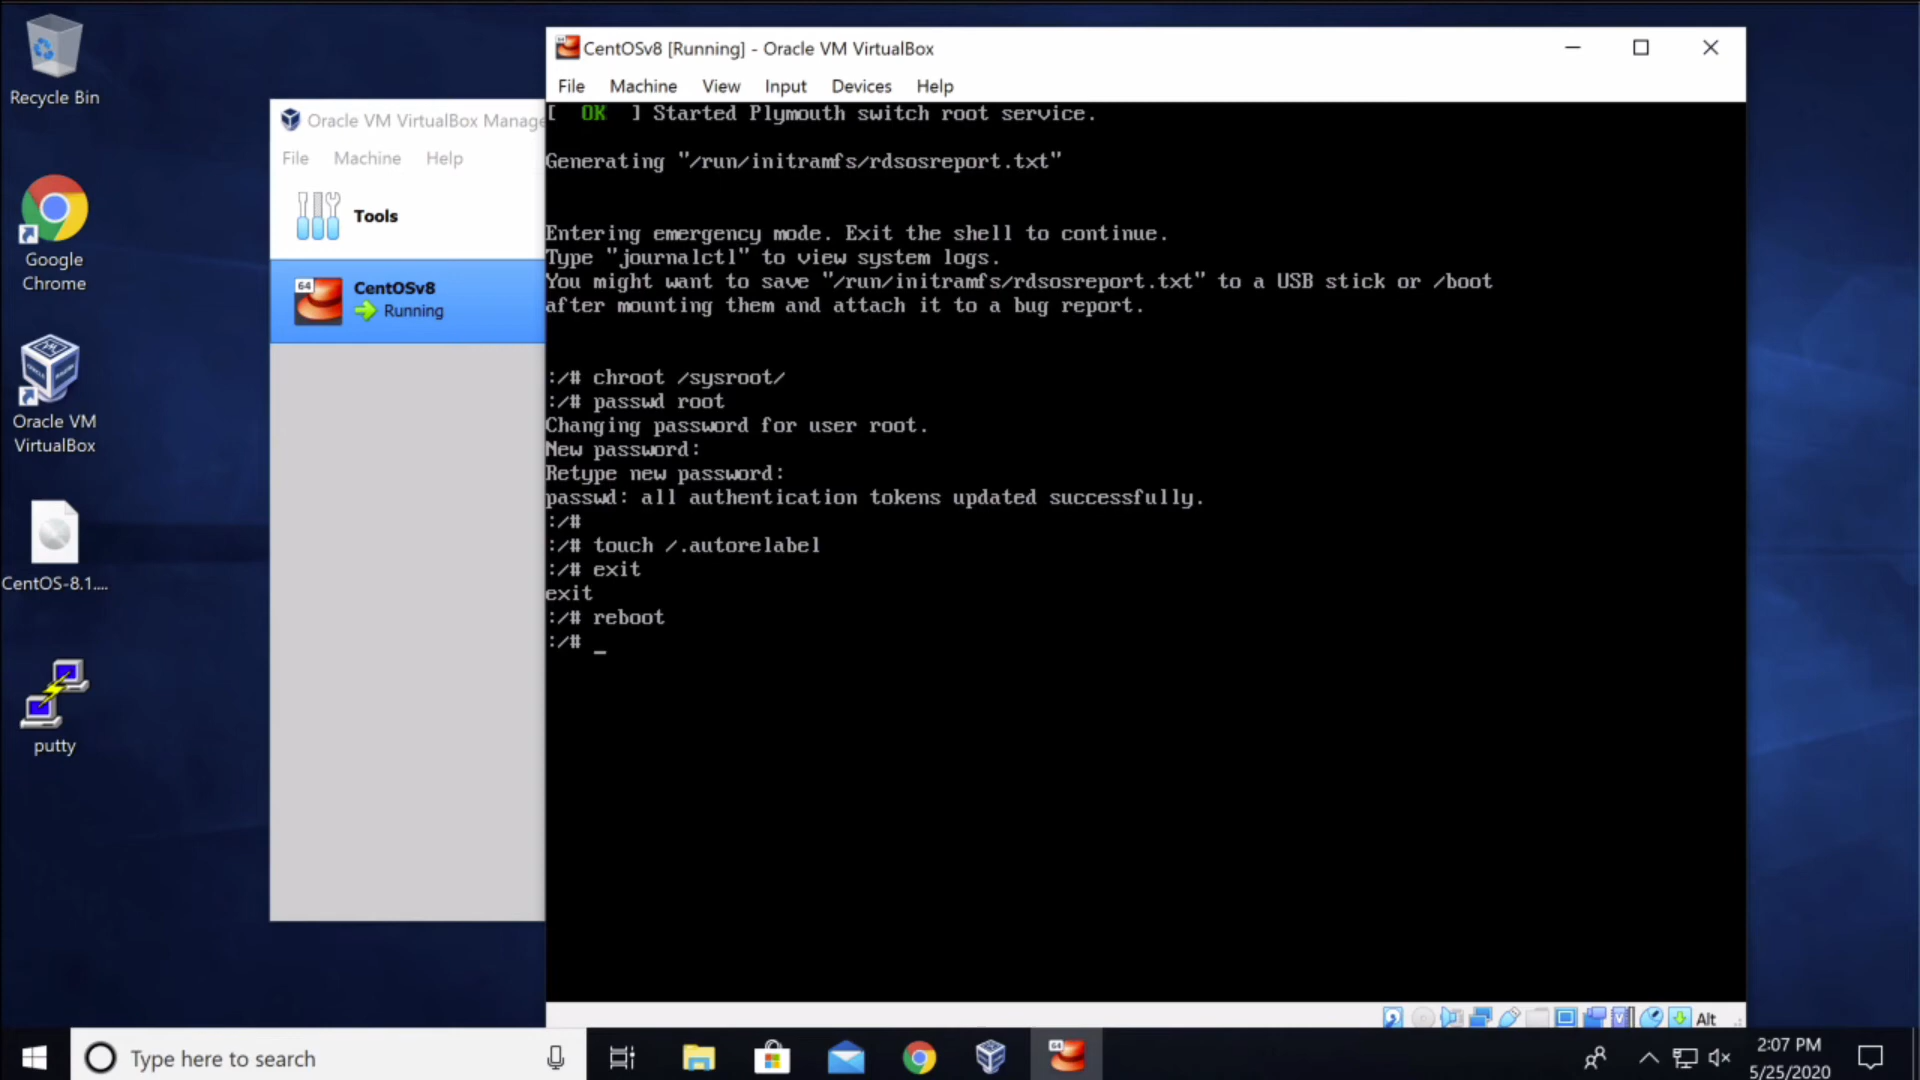 Recycle Bin
Google
Chrome
Oracle VM
VirtualBox
CentOS-8.1....
putty
Oracle VM VirtualBox Manage
File Machine Help
Tools
64
CentOSv8
Running
CentOSv8 [Running] - Oracle VM VirtualBox
File Machine View Input Devices Help
[  OK  ] Started Plymouth switch root service.
Generating "/run/initramfs/rdsosreport.txt"
Entering emergency mode. Exit the shell to continue.
Type "journalctl" to view system logs.
You might want to save "/run/initramfs/rdsosreport.txt" to a USB stick or /boot
after mounting them and attach it to a bug report.
:/# chroot /sysroot/
:/# passwd root
Changing password for user root.
New password:
Retype new password:
passwd: all authentication tokens updated successfully.
:/#
:/# touch /.autorelabel
:/# exit
exit
:/# reboot
:/# _
Alt
Type here to search
64
2:07 PM
5/25/2020